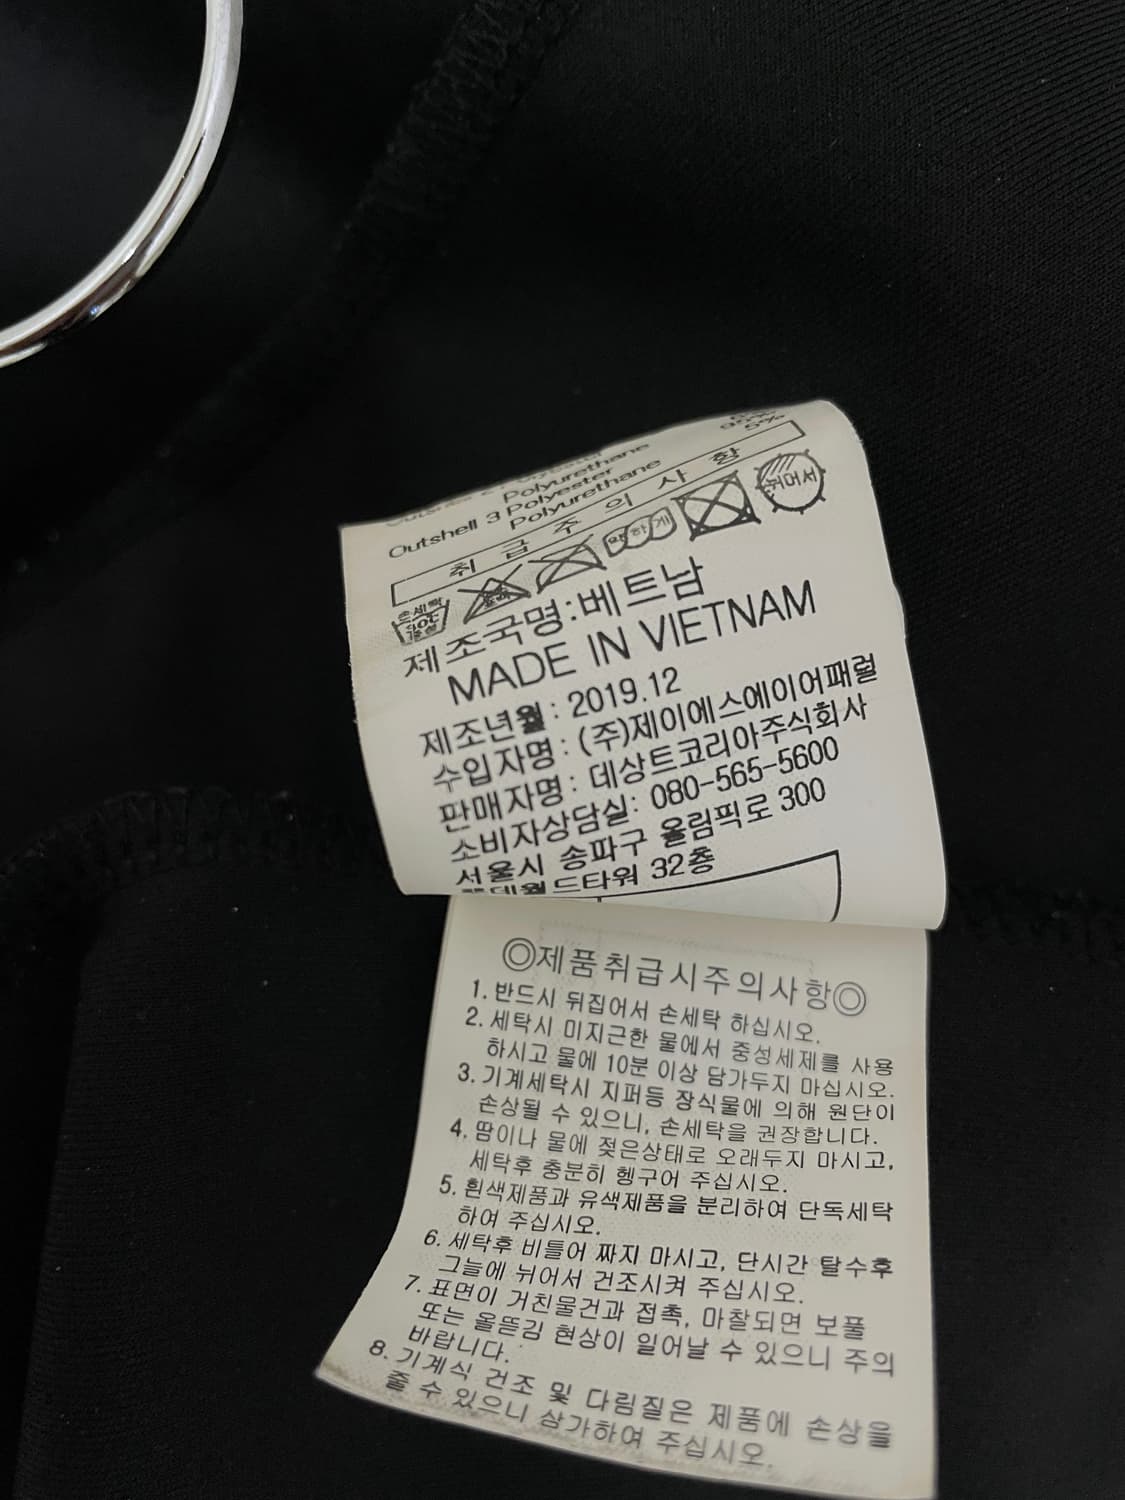 95%
5%
Polyurethane
Outshell 3 Polyester
Polyurethane
취급주의사항
손세탁
약하게
뉘어서
제조국명:베트남
MADE IN VIETNAM
제조년월: 2019.12
수입자명: (주)제이에스에이어패럴
판매자명: 데상트코리아주식회사
소비자상담실: 080-565-5600
서울시 송파구 올림픽로 300
롯데월드타워 32층
◎제품취급시주의사항◎
1. 반드시 뒤집어서 손세탁 하십시오.
2. 세탁시 미지근한 물에서 중성세제를 사용
하시고 물에 10분 이상 담가두지 마십시오.
3. 기계세탁시 지퍼등 장식물에 의해 원단이
손상될 수 있으니, 손세탁을 권장합니다.
4. 땀이나 물에 젖은상태로 오래두지 마시고,
세탁후 충분히 헹구어 주십시오.
5. 흰색제품과 유색제품을 분리하여 단독세탁
하여 주십시오.
6. 세탁후 비틀어 짜지 마시고, 단시간 탈수후
그늘에 뉘어서 건조시켜 주십시오.
7. 표면이 거친물건과 접촉, 마찰되면 보풀
또는 올뜯김 현상이 일어날 수 있으니 주의
바랍니다.
8. 기계식 건조 및 다림질은 제품에 손상을
줄 수 있으니 삼가하여 주십시오.